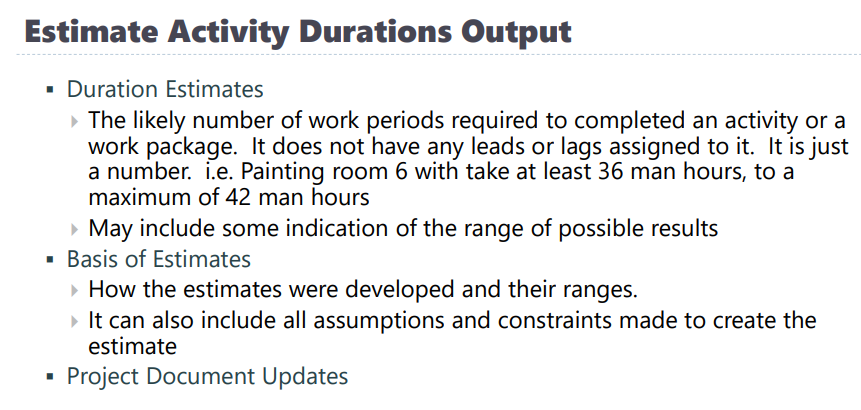 Estimate Activity Durations Output
▪ Duration Estimates
The likely number of work periods required to completed an activity or a
work package.  It does not have any leads or lags assigned to it.  It is just
a number.  i.e. Painting room 6 with take at least 36 man hours, to a
maximum of 42 man hours
May include some indication of the range of possible results
▪ Basis of Estimates
How the estimates were developed and their ranges.
It can also include all assumptions and constraints made to create the
estimate
▪ Project Document Updates